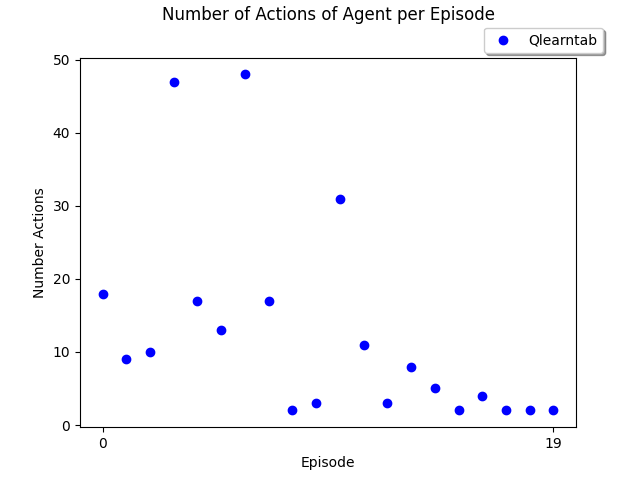 Number of Actions of Agent per Episode
Qlearntab
50
40
30
20
10
0
Number Actions
0 19
Episode